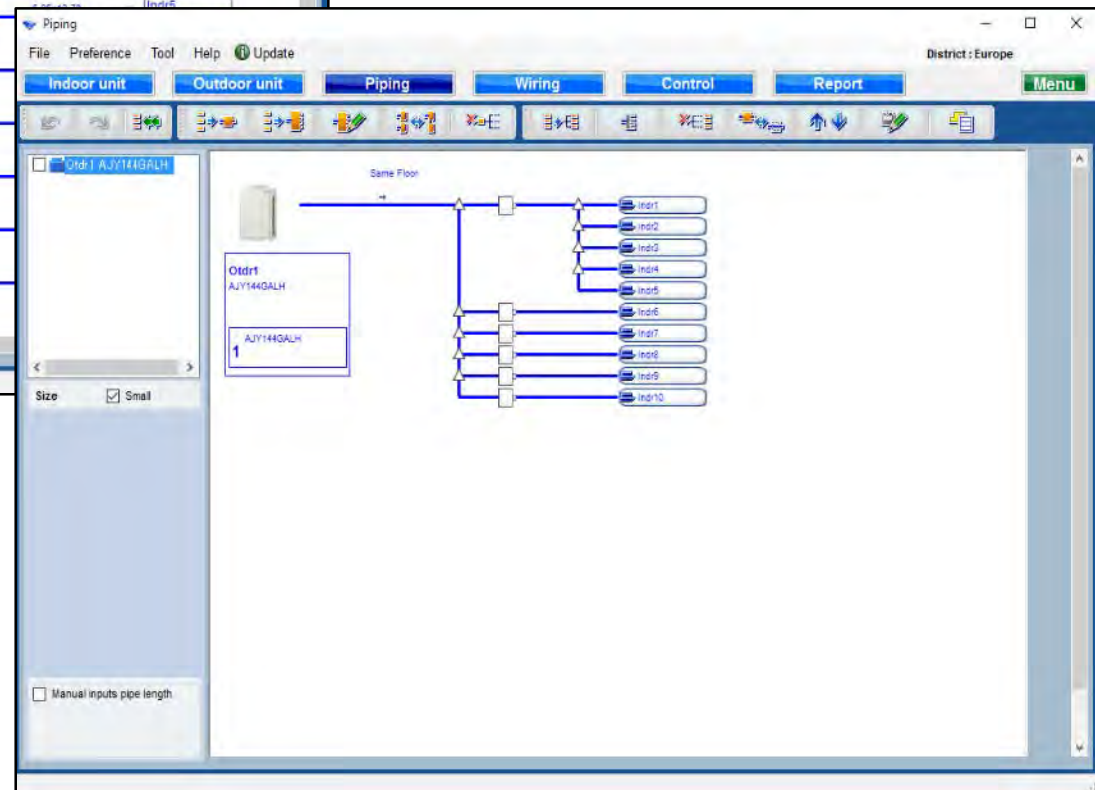 Indr5
Piping
File Preference Tool Help Update
District : Europe
Indoor unit Outdoor unit Piping Wiring Control Report Menu
Otdr1 AJY144GALH
Same Floor
Indr1
Indr2
Indr3
Indr4
Indr5
Indr6
Indr7
Indr8
Indr9
Indr10
Otdr1
AJY144GALH
AJY144GALH
1
Size Small
Manual inputs pipe length